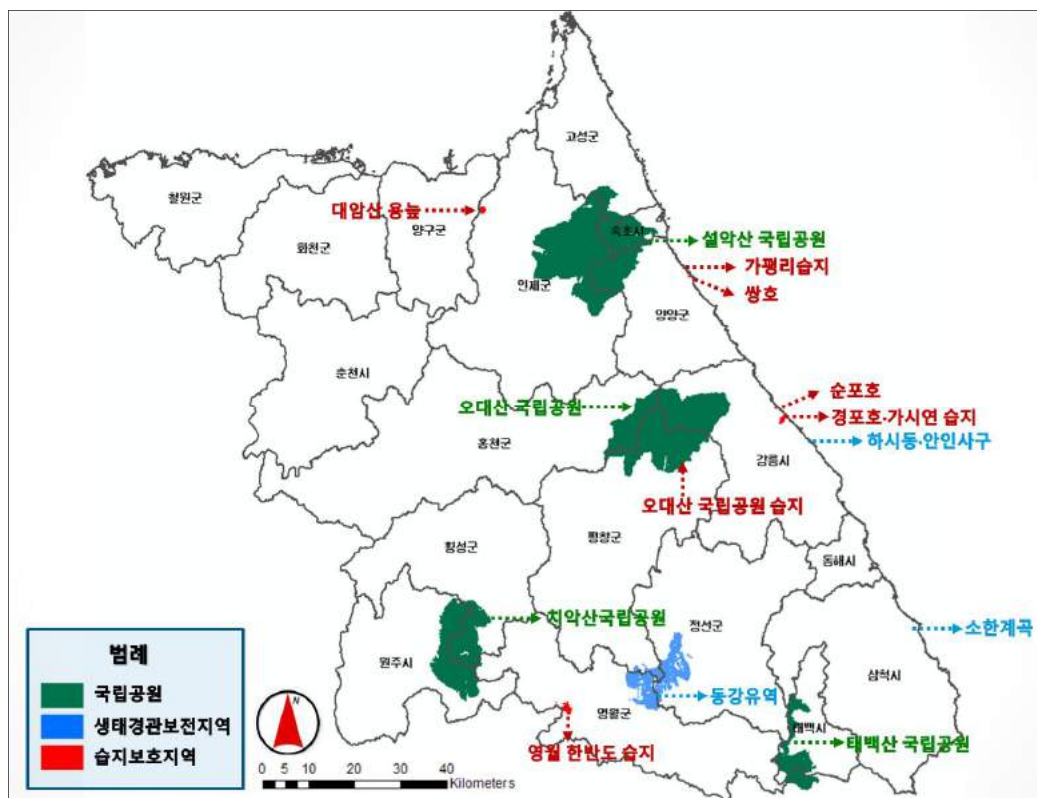 고성군
철원군
대암산 용늪
양구군
화천군
속초시
설악산 국립공원
가평리습지
쌍호
인제군
양양군
춘천시
순포호
오대산 국립공원
경포호·가시연 습지
하시동·안인사구
홍천군
강릉시
오대산 국립공원 습지
횡성군
평창군
동해시
치악산국립공원
정선군
소한계곡
원주시
삼척시
동강유역
영월군
태백시
태백산 국립공원
영월 한반도 습지
범례
국립공원
생태경관보전지역
습지보호지역
N
0 5 10 20 30 40
Kilometers